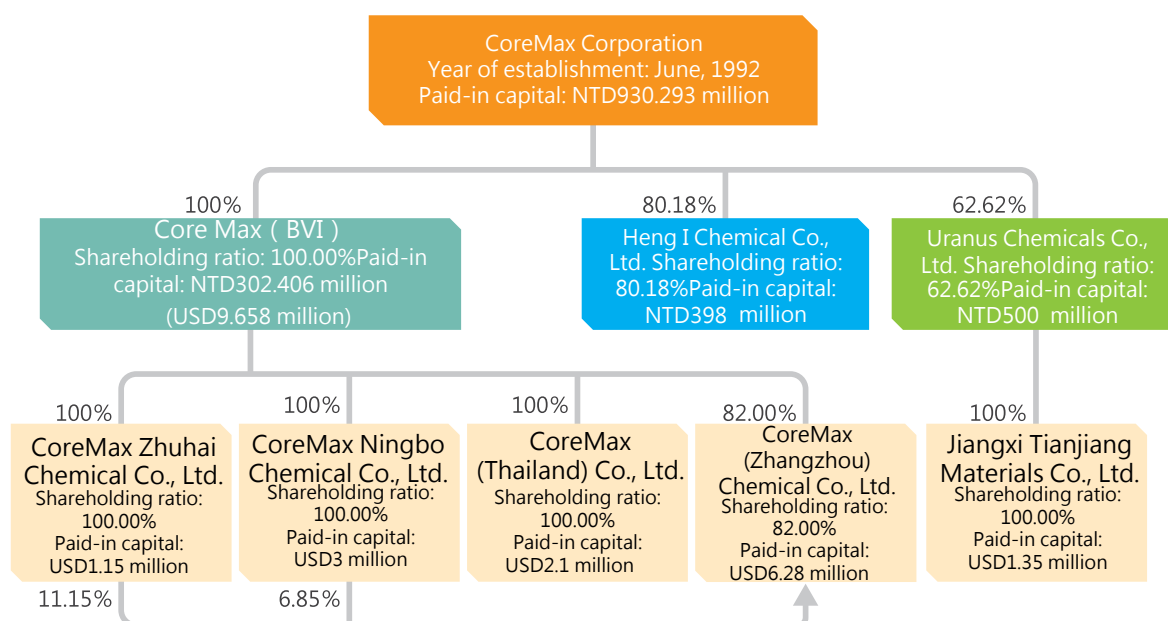 CoreMax Corporation
Year of establishment: June, 1992
Paid-in capital: NTD930.293 million
100%
80.18%
62.62%
Core Max ( BVI )
Shareholding ratio: 100.00%Paid-in
capital: NTD302.406 million
(USD9.658 million)
Heng I Chemical Co.,
Ltd. Shareholding ratio:
80.18%Paid-in capital:
NTD398 million
Uranus Chemicals Co.,
Ltd. Shareholding ratio:
62.62%Paid-in capital:
NTD500 million
100%
100%
100%
82.00%
100%
CoreMax Zhuhai
Chemical Co., Ltd.
Shareholding ratio:
100.00%
Paid-in capital:
USD1.15 million
CoreMax Ningbo
Chemical Co., Ltd.
Shareholding ratio:
100.00%
Paid-in capital:
USD3 million
CoreMax
(Thailand) Co., Ltd.
Shareholding ratio:
100.00%
Paid-in capital:
USD2.1 million
CoreMax
(Zhangzhou)
Chemical Co., Ltd.
Shareholding ratio:
82.00%
Paid-in capital:
USD6.28 million
Jiangxi Tianjiang
Materials Co., Ltd.
Shareholding ratio:
100.00%
Paid-in capital:
USD1.35 million
11.15%
6.85%